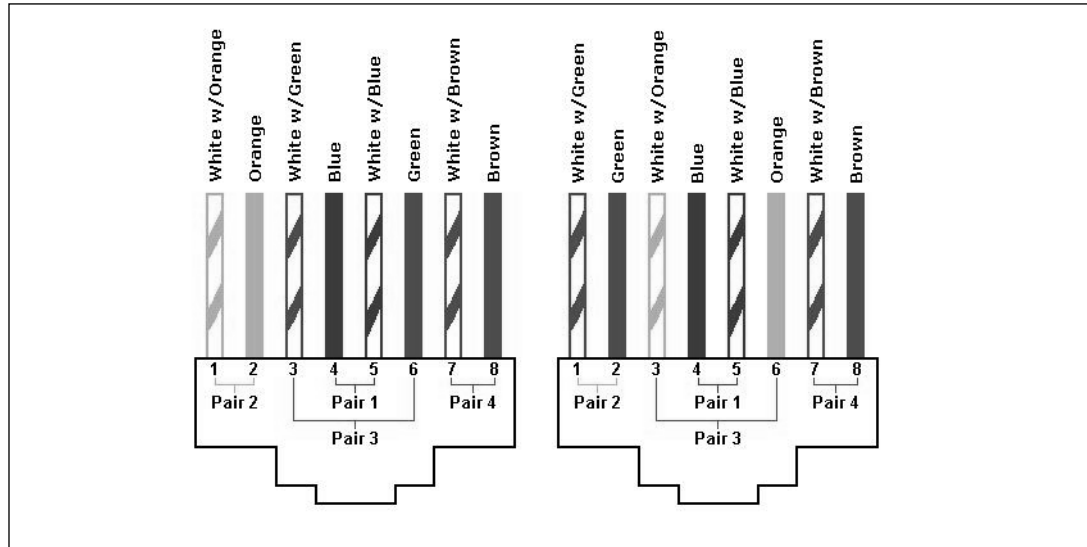 White w/Orange
Orange
White w/Green
Blue
White w/Blue
Green
White w/Brown
Brown
1 2 3 4 5 6 7 8
Pair 2 Pair 1 Pair 4
Pair 3
White w/Green
Green
White w/Orange
Blue
White w/Blue
Orange
White w/Brown
Brown
1 2 3 4 5 6 7 8
Pair 2 Pair 1 Pair 4
Pair 3